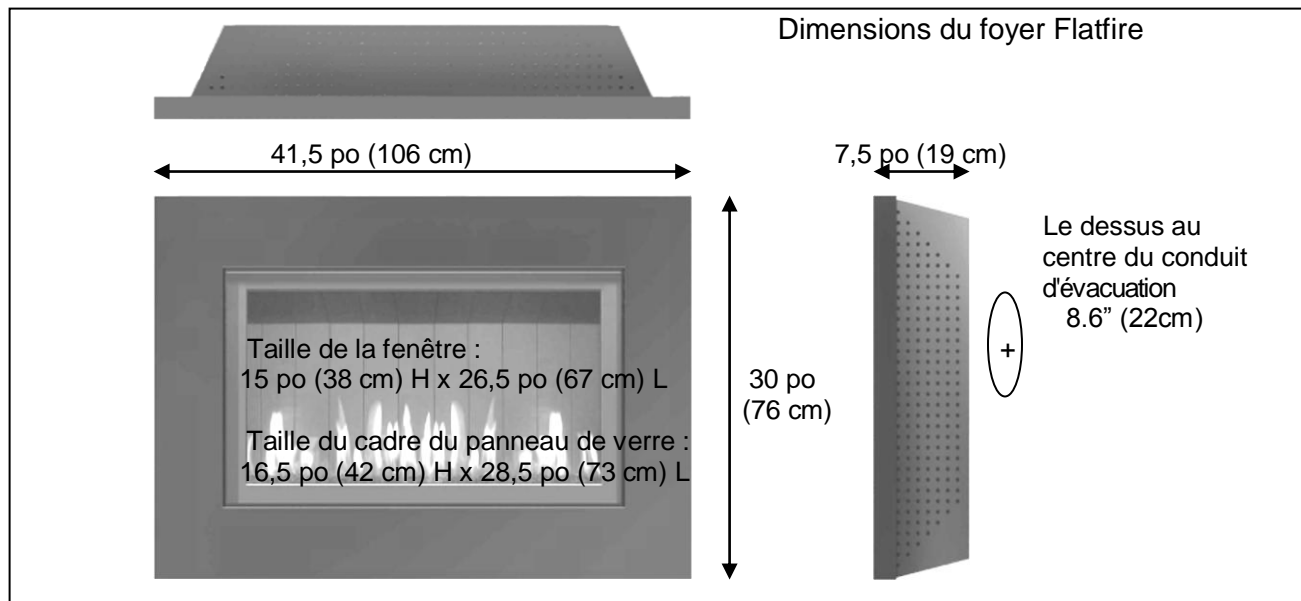 Dimensions du foyer Flatfire
41,5 po (106 cm)
7,5 po (19 cm)
Le dessus au
centre du conduit
d'évacuation
8.6” (22cm)
+
Taille de la fenêtre :
15 po (38 cm) H x 26,5 po (67 cm) L
30 po
(76 cm)
Taille du cadre du panneau de verre :
16,5 po (42 cm) H x 28,5 po (73 cm) L